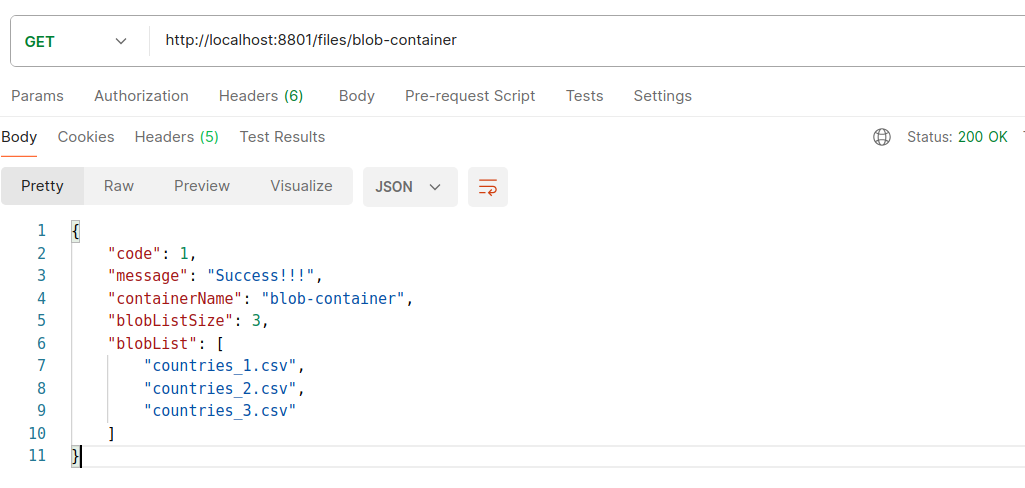 GET http://localhost:8801/files/blob-container
Params Authorization Headers (6) Body Pre-request Script Tests Settings
Body Cookies Headers (5) Test Results Status: 200 OK
Pretty Raw Preview Visualize JSON
1 {
2 "code": 1,
3 "message": "Success!!!",
4 "containerName": "blob-container",
5 "blobListSize": 3,
6 "blobList": [
7 "countries_1.csv",
8 "countries_2.csv",
9 "countries_3.csv"
10 ]
11 }